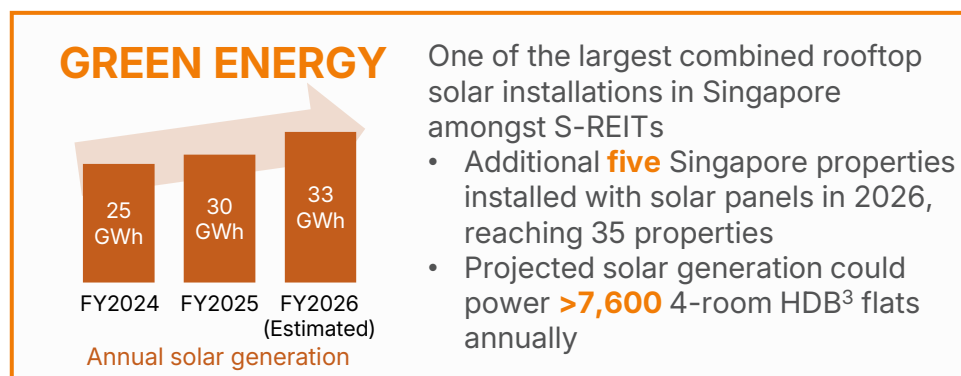 GREEN ENERGY
25
GWh
30
GWh
33
GWh
FY2024
FY2025
FY2026
(Estimated)
Annual solar generation
One of the largest combined rooftop
solar installations in Singapore
amongst S-REITs
• Additional five Singapore properties
installed with solar panels in 2026,
reaching 35 properties
• Projected solar generation could
power >7,600 4-room HDB³ flats
annually